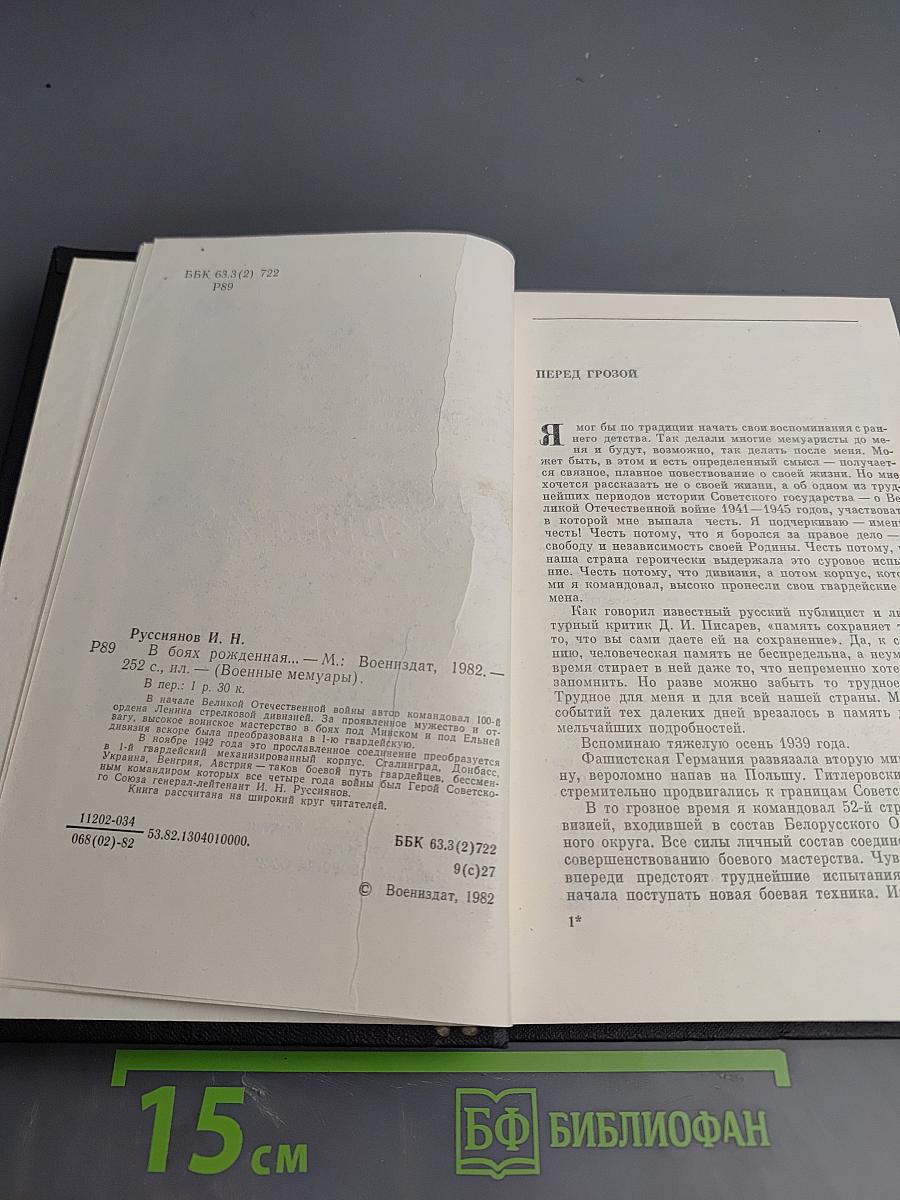 ББК 63.3(2) 722
Р89
Руссиянов И. Н.
Р89 В боях рожденная... — М.: Воениздат, 1982. —
252 с., ил. — (Военные мемуары).
В пер.: 1 р. 30 к.
В начале Великой Отечественной войны автор командовал 100-й
ордена Ленина стрелковой дивизией. За проявленное мужество и от-
вагу, высокое воинское мастерство в боях под Минском и под Ельней
дивизия вскоре была преобразована в 1-ю гвардейскую.
В ноябре 1942 года это прославленное соединение преобразуется
в 1-й гвардейский механизированный корпус. Сталинград, Донбасс,
Украина, Венгрия, Австрия — таков боевой путь гвардейцев, бессмен-
ным командиром которых все четыре года войны был Герой Советско-
го Союза генерал-лейтенант И. Н. Руссиянов.
Книга рассчитана на широкий круг читателей.
11202-034
068(02)-82
53.82.1304010000.
ББК 63.3(2)722
9(с)27
© Воениздат, 1982
ПЕРЕД ГРОЗОЙ
Я мог бы по традиции начать свои воспоминания с ран-
него детства. Так делали многие мемуаристы до ме-
ня и будут, возможно, так делать после меня. Мо-
жет быть, в этом и есть определенный смысл — получает-
ся связное, плавное повествование о своей жизни. Но мне
хочется рассказать не о своей жизни, а об одном из труд-
нейших периодов истории Советского государства — о Ве
ликой Отечественной войне 1941—1945 годов, участвоват
в которой мне выпала честь. Я подчеркиваю — имен
честь! Честь потому, что я боролся за правое дело —
свободу и независимость своей Родины. Честь потому,
наша страна героически выдержала это суровое испы
ние. Честь потому, что дивизия, а потом корпус, кото
ми я командовал, высоко пронесли свои гвардейские
мена.
Как говорил известный русский публицист и ли
турный критик Д. И. Писарев, «память сохраняет т
то, что вы сами даете ей на сохранение». Да, к с
нию, человеческая память не беспредельна, а неум
время стирает в ней даже то, что непременно хоте
запомнить. Но разве можно забыть то трудное
Трудное для меня и для всей нашей страны. М
событий тех далеких дней врезалось в память д
мельчайших подробностей.
Вспоминаю тяжелую осень 1939 года.
Фашистская Германия развязала вторую мир
ну, вероломно напав на Польшу. Гитлеровски
стремительно продвигались к границам Советс
В то грозное время я командовал 52-й стр
визией, входившей в состав Белорусского О
ного округа. Все силы личный состав соедине
совершенствованию боевого мастерства. Чув
впереди предстоят труднейшие испытания
начала поступать новая боевая техника. И
1*
15 см
БФ БИБЛИОФАН